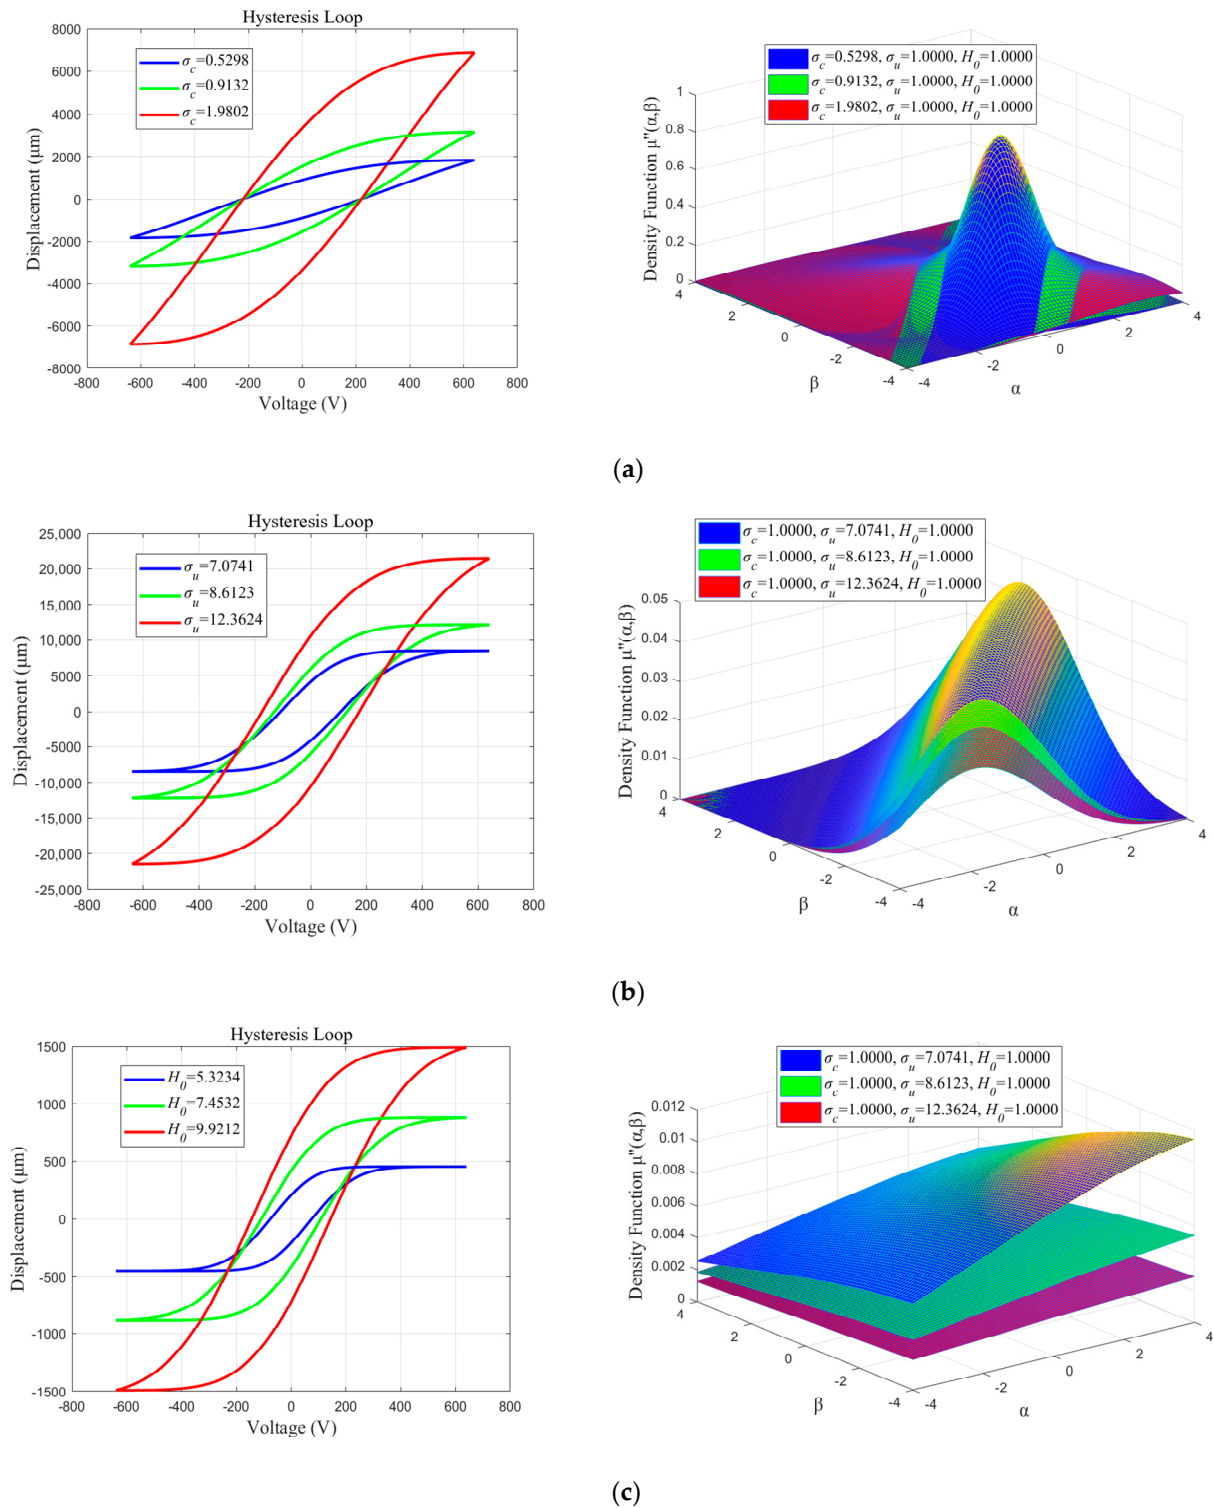 Hysteresis Loop
8000
6000
4000
2000
0
-2000
-4000
-6000
-8000
-800 -600 -400 -200 0 200 400 600 800
Displacement (μm)
Voltage (V)
σc=0.5298
σc=0.9132
σc=1.9802
σc=0.5298, σu=1.0000, H0=1.0000
σc=0.9132, σu=1.0000, H0=1.0000
σc=1.9802, σu=1.0000, H0=1.0000
Density Function μ"(α,β)
1
0.8
0.6
0.4
0.2
0
4 2 0 -2 -4
β
-4 -2 0 2 4
α
(a)
Hysteresis Loop
25,000
20,000
15,000
10,000
5000
0
-5000
-10,000
-15,000
-20,000
-25,000
-800 -600 -400 -200 0 200 400 600 800
Displacement (μm)
Voltage (V)
σu=7.0741
σu=8.6123
σu=12.3624
σc=1.0000, σu=7.0741, H0=1.0000
σc=1.0000, σu=8.6123, H0=1.0000
σc=1.0000, σu=12.3624, H0=1.0000
Density Function μ"(α,β)
0.05
0.04
0.03
0.02
0.01
0
4 2 0 -2 -4
β
-4 -2 0 2 4
α
(b)
Hysteresis Loop
1500
1000
500
0
-500
-1000
-1500
-800 -600 -400 -200 0 200 400 600 800
Displacement (μm)
Voltage (V)
H0=5.3234
H0=7.4532
H0=9.9212
σc=1.0000, σu=7.0741, H0=1.0000
σc=1.0000, σu=8.6123, H0=1.0000
σc=1.0000, σu=12.3624, H0=1.0000
Density Function μ"(α,β)
0.012
0.01
0.008
0.006
0.004
0.002
0
4 2 0 -2 -4
β
-4 -2 0 2 4
α
(c)